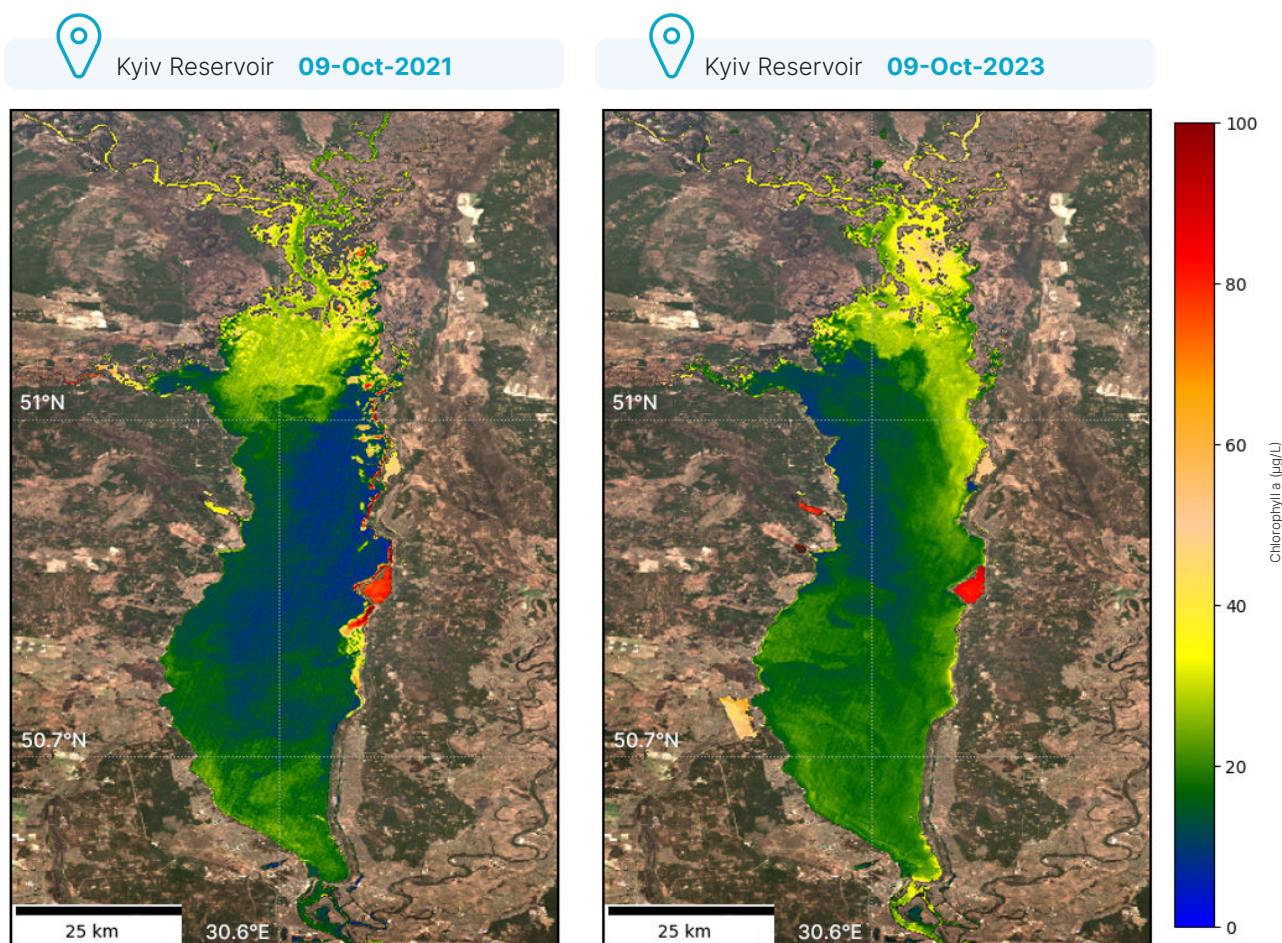 Kyiv Reservoir 09-Oct-2021
Kyiv Reservoir 09-Oct-2023
51°N
50.7°N
25 km
30.6°E
51°N
50.7°N
25 km
30.6°E
100
80
60
40
20
0
Chlorophyll a (µg/L)